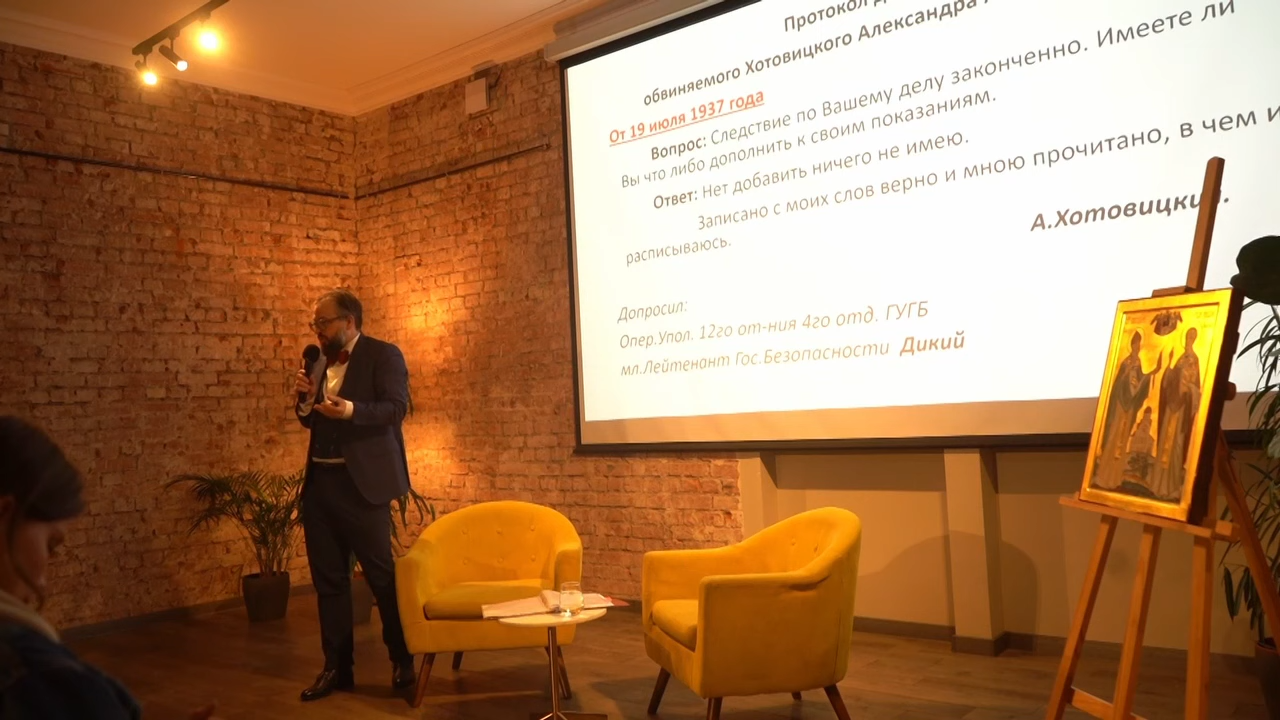 Протокол
обвиняемого Хотовицкого Александра
От 19 июля 1937 года
Вопрос: Следствие по Вашему делу законченно. Имеете ли
Вы что либо дополнить к своим показаниям.
Ответ: Нет добавить ничего не имею.
Записано с моих слов верно и мною прочитано, в чем и
расписываюсь.
А.Хотовицкий.
Допросил:
Опер.Упол. 12го от-ния 4го отд. ГУГБ
мл.Лейтенант Гос.Безопасности Дикий